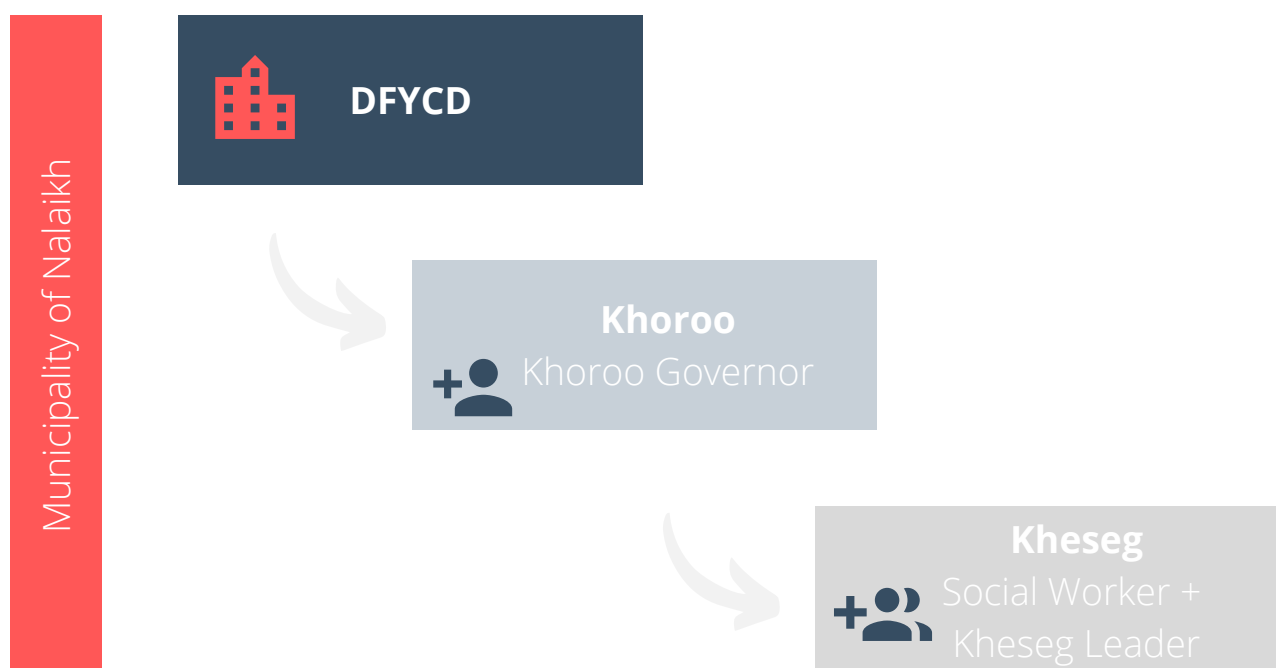 Municipality of Nalaikh
DFYCD
Khoroo
Khoroo Governor
Kheseg
Social Worker +
Kheseg Leader